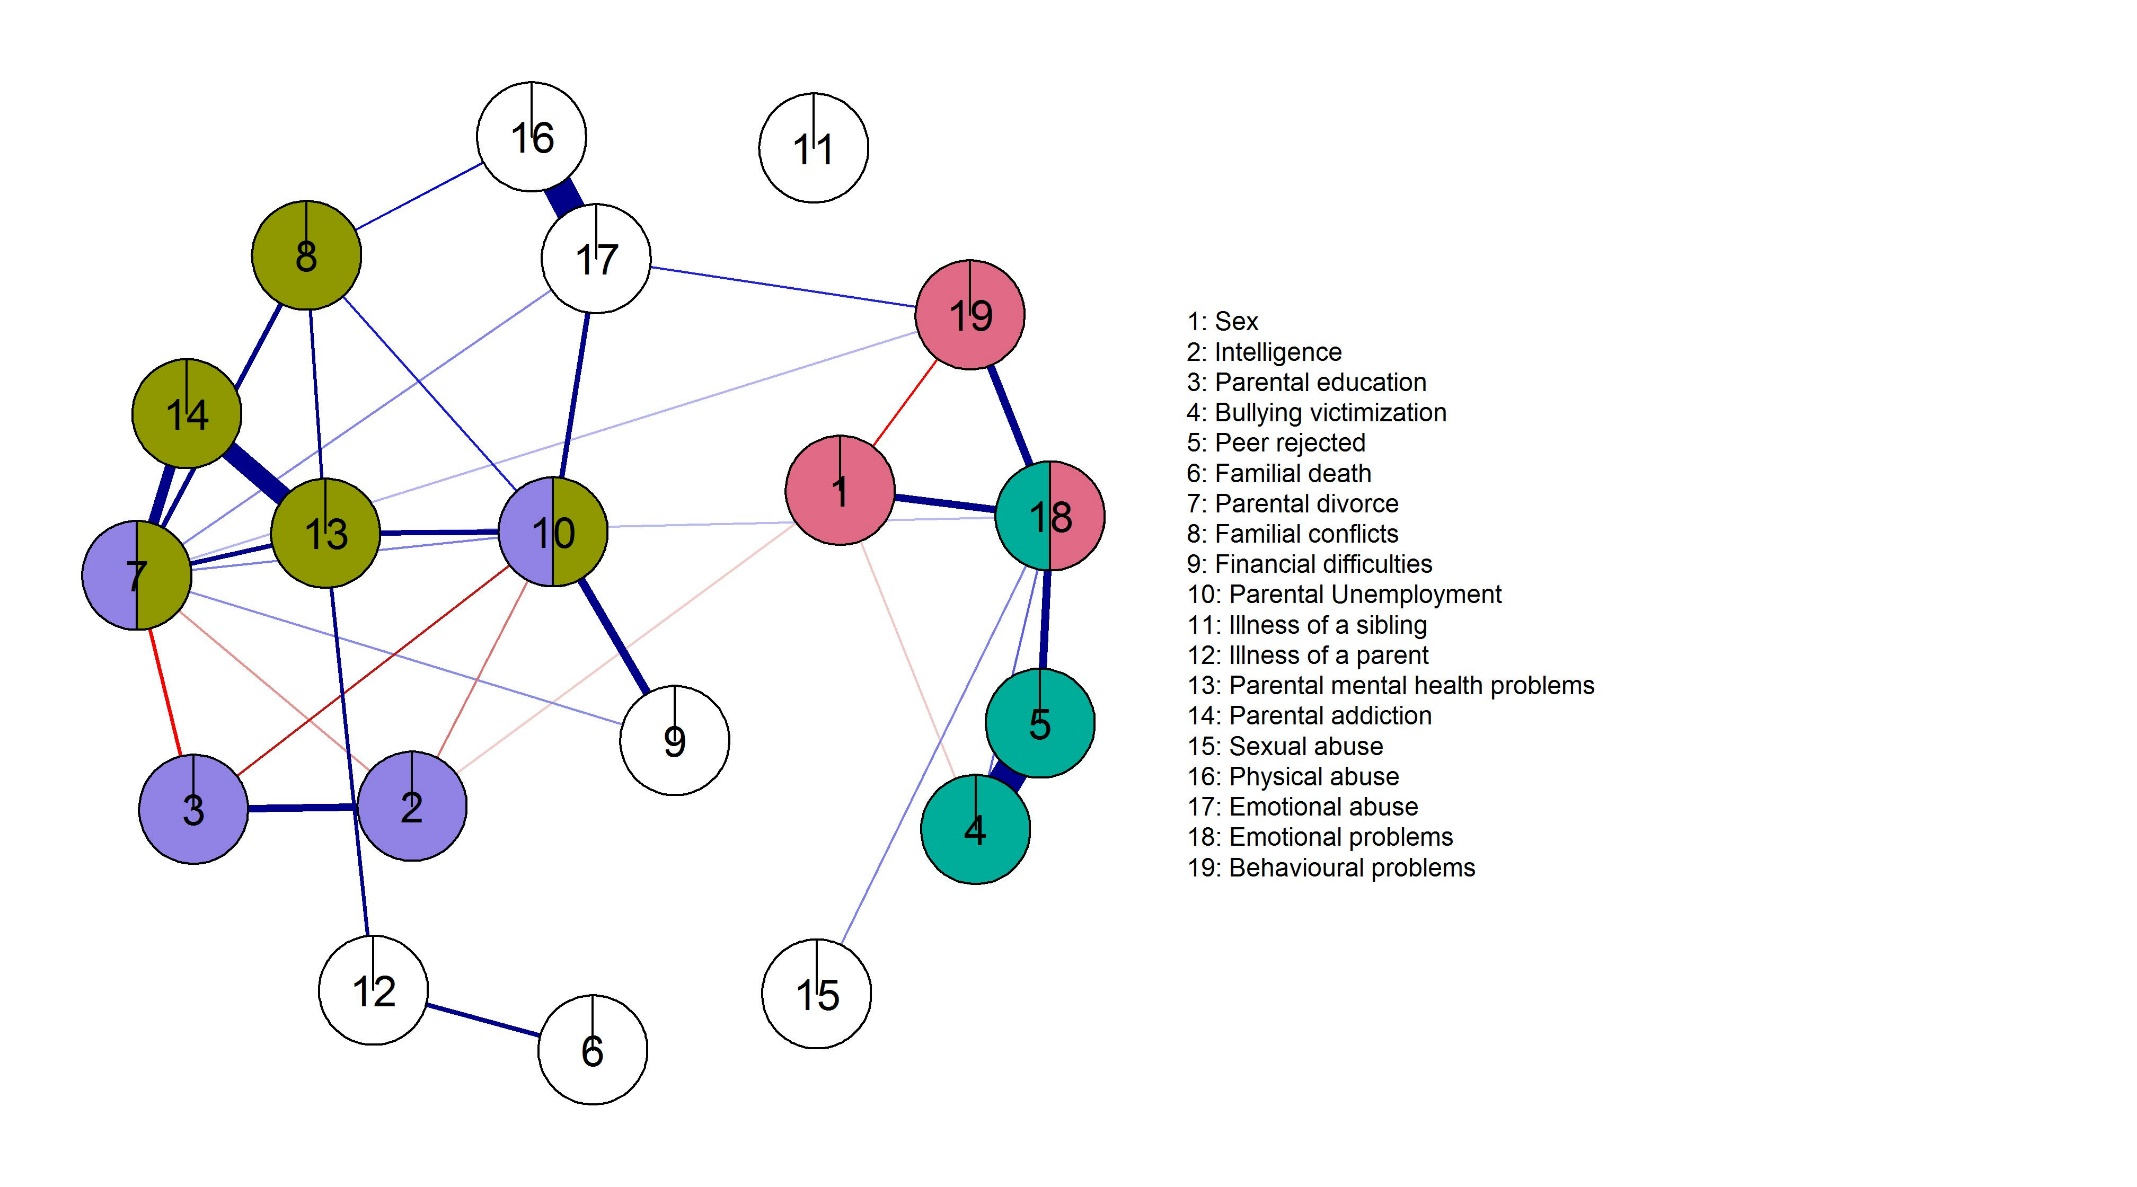 16
11
8
17
19
14
1
18
13
10
7
5
9
3
2
4
12
15
6
1: Sex
2: Intelligence
3: Parental education
4: Bullying victimization
5: Peer rejected
6: Familial death
7: Parental divorce
8: Familial conflicts
9: Financial difficulties
10: Parental Unemployment
11: Illness of a sibling
12: Illness of a parent
13: Parental mental health problems
14: Parental addiction
15: Sexual abuse
16: Physical abuse
17: Emotional abuse
18: Emotional problems
19: Behavioural problems